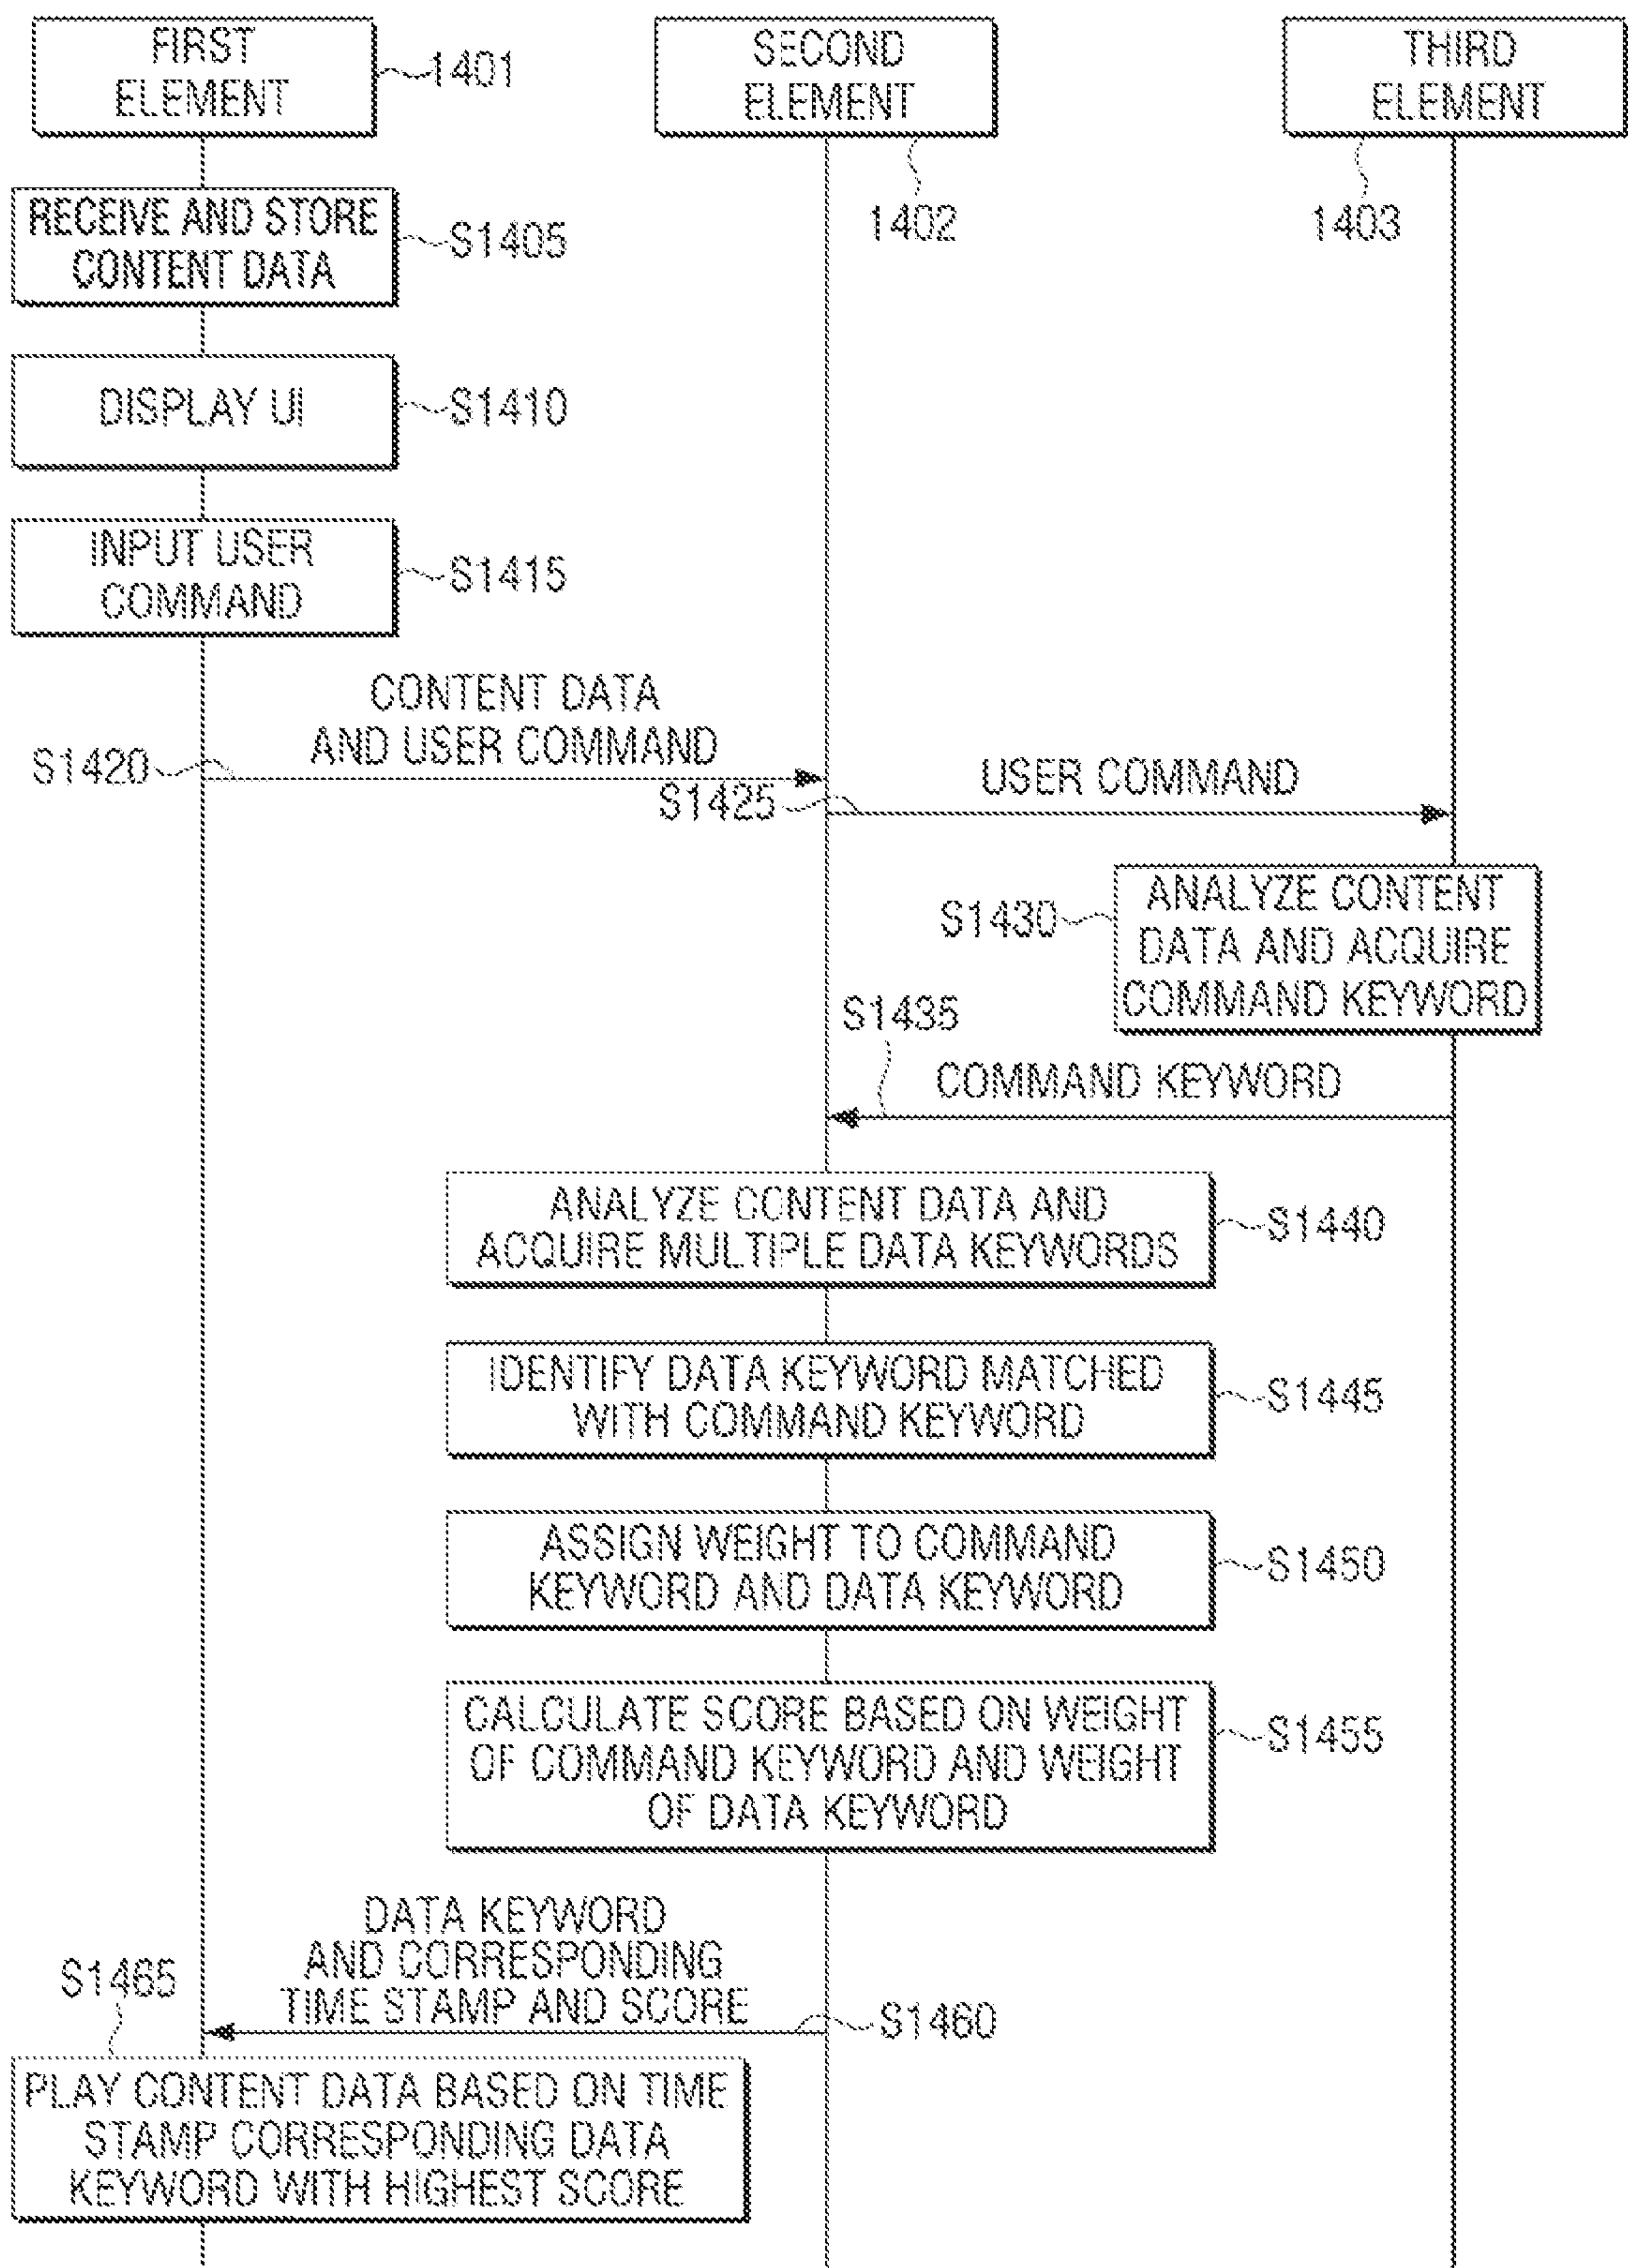 FIRST
ELEMENT
1401
SECOND
ELEMENT
1402
THIRD
ELEMENT
1403
RECEIVE AND STORE
CONTENT DATA
S1405
DISPLAY UI
S1410
INPUT USER
COMMAND
S1415
CONTENT DATA
AND USER COMMAND
S1420
USER COMMAND
S1425
ANALYZE CONTENT
DATA AND ACQUIRE
COMMAND KEYWORD
S1430
S1435
COMMAND KEYWORD
ANALYZE CONTENT DATA AND
ACQUIRE MULTIPLE DATA KEYWORDS
S1440
IDENTIFY DATA KEYWORD MATCHED
WITH COMMAND KEYWORD
S1445
ASSIGN WEIGHT TO COMMAND
KEYWORD AND DATA KEYWORD
S1450
CALCULATE SCORE BASED ON WEIGHT
OF COMMAND KEYWORD AND WEIGHT
OF DATA KEYWORD
S1455
DATA KEYWORD
AND CORRESPONDING
TIME STAMP AND SCORE
S1460
S1465
PLAY CONTENT DATA BASED ON TIME
STAMP CORRESPONDING DATA
KEYWORD WITH HIGHEST SCORE